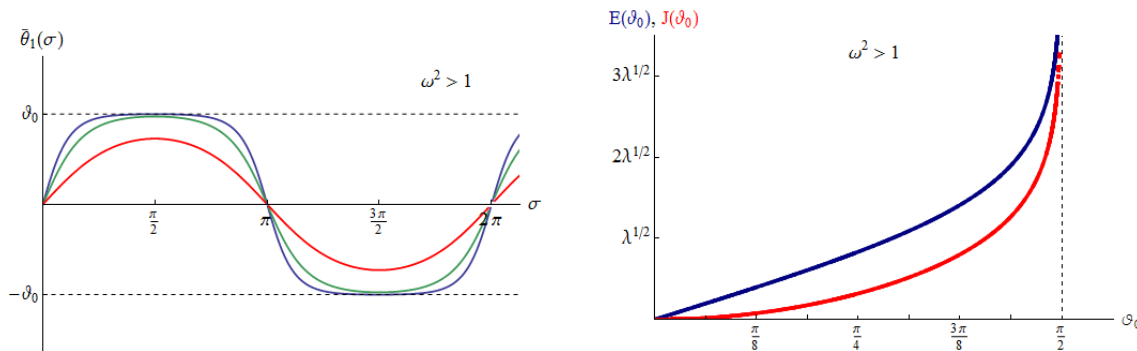 θ̄₁(σ)
ω² > 1
ϑ₀
π/2
π
3π/2
2π
σ
−ϑ₀
E(ϑ₀), J(ϑ₀)
ω² > 1
3λ^{1/2}
2λ^{1/2}
λ^{1/2}
π/8
π/4
3π/8
π/2
ϑ₀